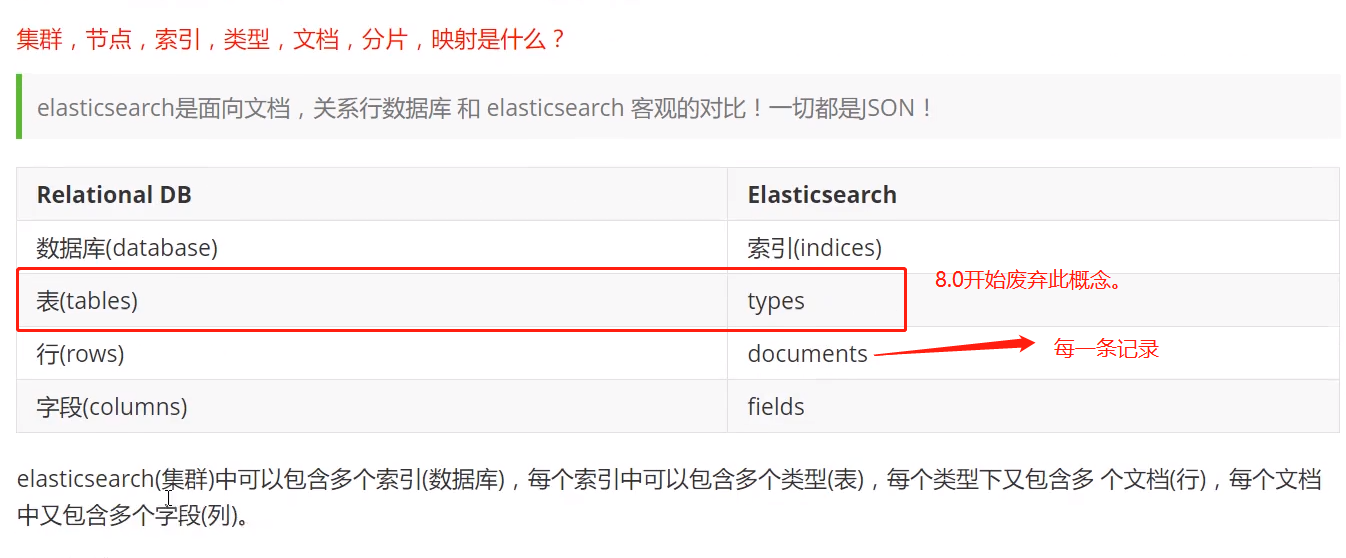 集群，节点，索引，类型，文档，分片，映射是什么？
elasticsearch是面向文档，关系行数据库 和 elasticsearch 客观的对比！一切都是JSON！
Relational DB Elasticsearch
数据库(database) 索引(indices)
表(tables) types 8.0开始废弃此概念。
行(rows) documents 每一条记录
字段(columns) fields
elasticsearch(集群)中可以包含多个索引(数据库)，每个索引中可以包含多个类型(表)，每个类型下又包含多 个文档(行)，每个文档
中又包含多个字段(列)。